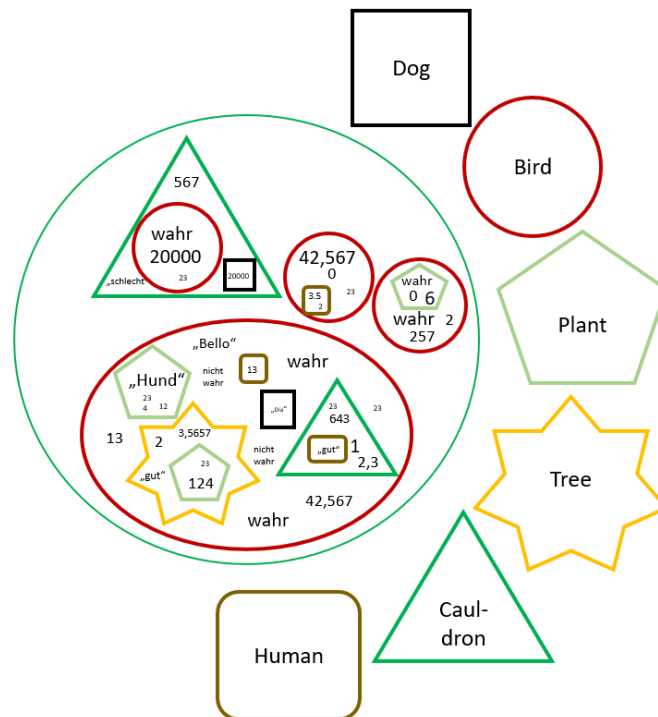 Dog
Bird
Plant
Tree
Caul-
dron
Human
567
wahr
20000
23
„schlecht
20000
42,567
0
3.5
2
23
wahr
0 6
wahr 2
257
„Bello“
wahr
nicht
wahr
13
„Hund“
23
4 12
„Dia“
23
643
23
„gut“ 1
2,3
13
2
3,5657
nicht
wahr
„gut“
23
124
42,567
wahr